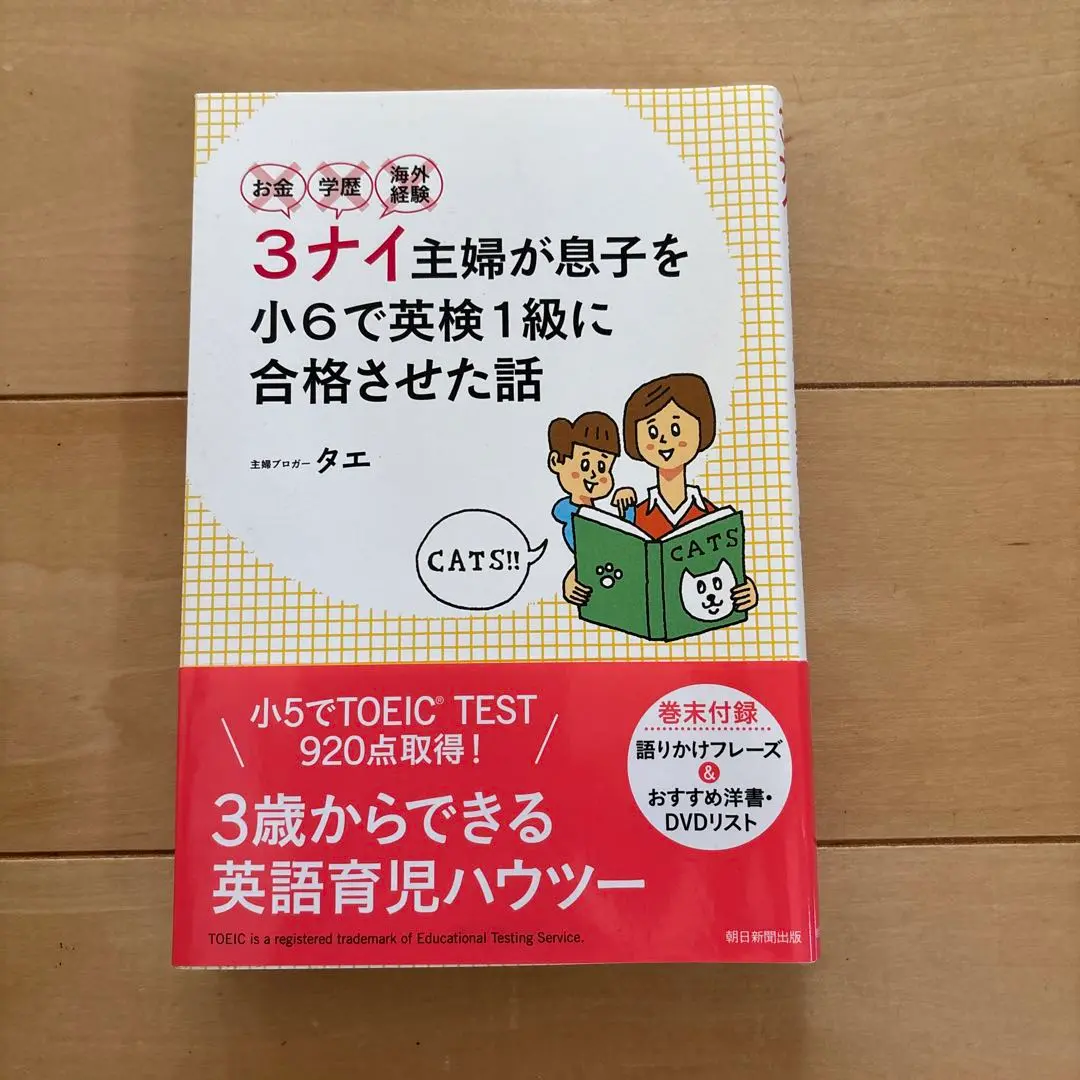 お金 学歴 海外
経験
3ナイ主婦が息子を
小6で英検1級に
合格させた話
主婦ブロガー タエ
CATS!!
CATS
小5でTOEIC® TEST
920点取得!
3歳からできる
英語育児ハウツー
巻末付録
語りかけフレーズ
&
おすすめ洋書・
DVDリスト
TOEIC is a registered trademark of Educational Testing Service.
朝日新聞出版